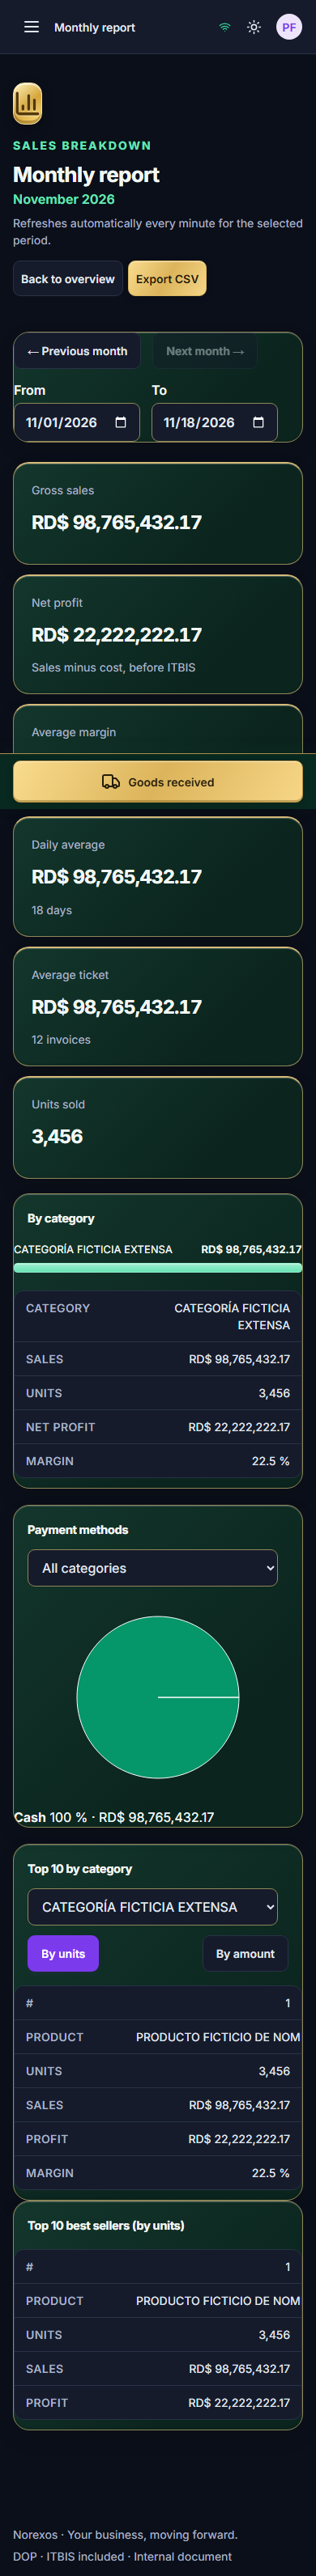 Monthly report
PF
SALES BREAKDOWN
Monthly report
November 2026
Refreshes automatically every minute for the selected
period.
Back to overview
Export CSV
← Previous month
Next month →
From
To
11/01/2026
11/18/2026
Gross sales
RD$ 98,765,432.17
Net profit
RD$ 22,222,222.17
Sales minus cost, before ITBIS
Average margin
Goods received
Daily average
RD$ 98,765,432.17
18 days
Average ticket
RD$ 98,765,432.17
12 invoices
Units sold
3,456
By category
CATEGORÍA FICTICIA EXTENSA RD$ 98,765,432.17
CATEGORY CATEGORÍA FICTICIA
EXTENSA
SALES RD$ 98,765,432.17
UNITS 3,456
NET PROFIT RD$ 22,222,222.17
MARGIN 22.5 %
Payment methods
All categories
Cash 100 % · RD$ 98,765,432.17
Top 10 by category
CATEGORÍA FICTICIA EXTENSA
By units
By amount
# 1
PRODUCT PRODUCTO FICTICIO DE NOM
UNITS 3,456
SALES RD$ 98,765,432.17
PROFIT RD$ 22,222,222.17
MARGIN 22.5 %
Top 10 best sellers (by units)
# 1
PRODUCT PRODUCTO FICTICIO DE NOM
UNITS 3,456
SALES RD$ 98,765,432.17
PROFIT RD$ 22,222,222.17
Norexos · Your business, moving forward.
DOP · ITBIS included · Internal document